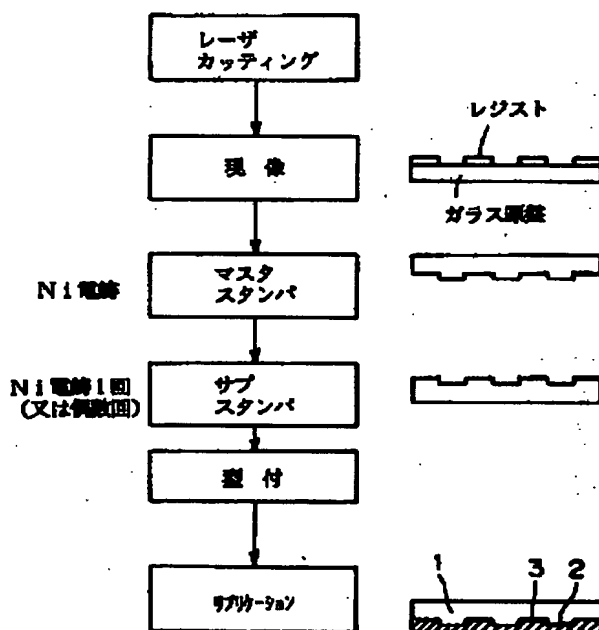 レーザ
カッティング
レジスト
現 像
ガラス原盤
Ni電鋳
マスタ
スタンパ
Ni電鋳1回
(又は偶数回)
サブ
スタンパ
型 付
リプリケーション
1
3
2